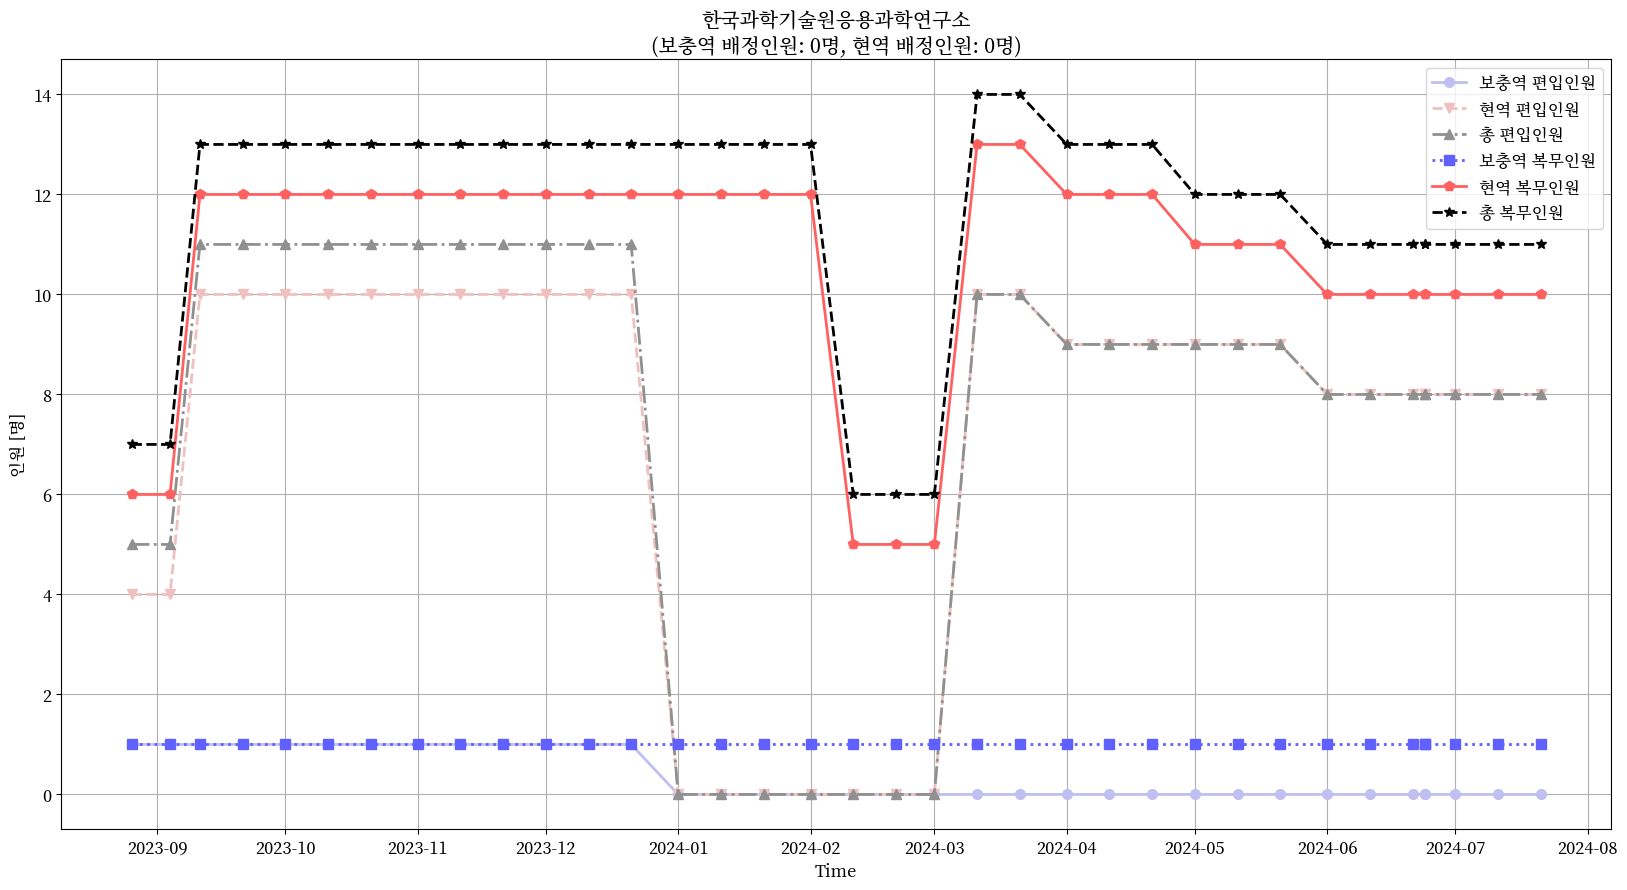 한국과학기술원응용과학연구소
(보충역 배정인원: 0명, 현역 배정인원: 0명)
보충역 편입인원
현역 편입인원
총 편입인원
보충역 복무인원
현역 복무인원
총 복무인원
인원 [명]
14
12
10
8
6
4
2
0
2023-09 2023-10 2023-11 2023-12 2024-01 2024-02 2024-03 2024-04 2024-05 2024-06 2024-07 2024-08
Time